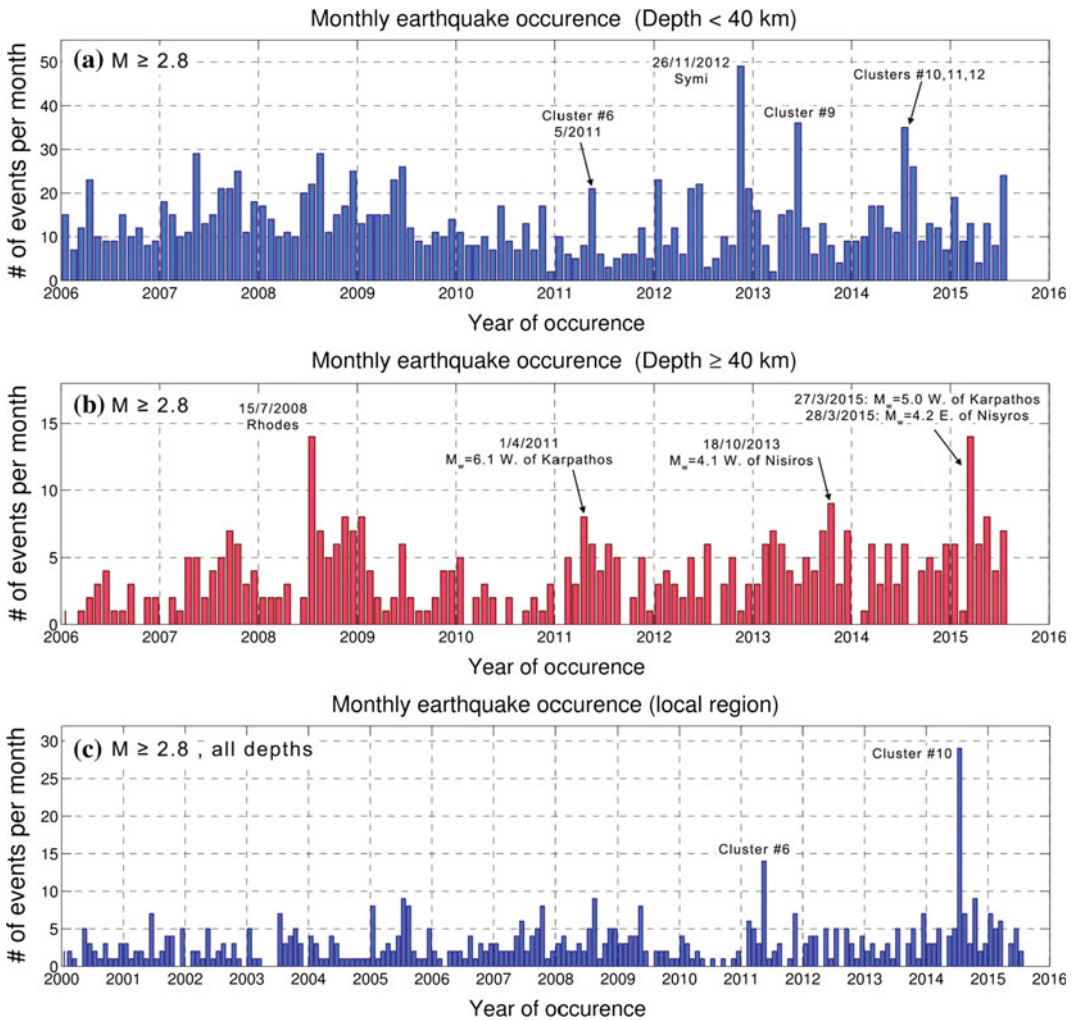 Monthly earthquake occurence (Depth < 40 km)
(a) M ≥ 2.8
26/11/2012
Symi
Clusters #10,11,12
Cluster #6
5/2011
Cluster #9
# of events per month
50
40
30
20
10
0
2006 2007 2008 2009 2010 2011 2012 2013 2014 2015 2016
Year of occurence
Monthly earthquake occurence (Depth ≥ 40 km)
(b) M ≥ 2.8
15/7/2008
Rhodes
1/4/2011
Mw=6.1 W. of Karpathos
18/10/2013
Mw=4.1 W. of Nisiros
27/3/2015: Mw=5.0 W. of Karpathos
28/3/2015: Mw=4.2 E. of Nisyros
# of events per month
15
10
5
0
2006 2007 2008 2009 2010 2011 2012 2013 2014 2015 2016
Year of occurence
Monthly earthquake occurence (local region)
(c) M ≥ 2.8 , all depths
Cluster #10
Cluster #6
# of events per month
30
25
20
15
10
5
0
2000 2001 2002 2003 2004 2005 2006 2007 2008 2009 2010 2011 2012 2013 2014 2015 2016
Year of occurence